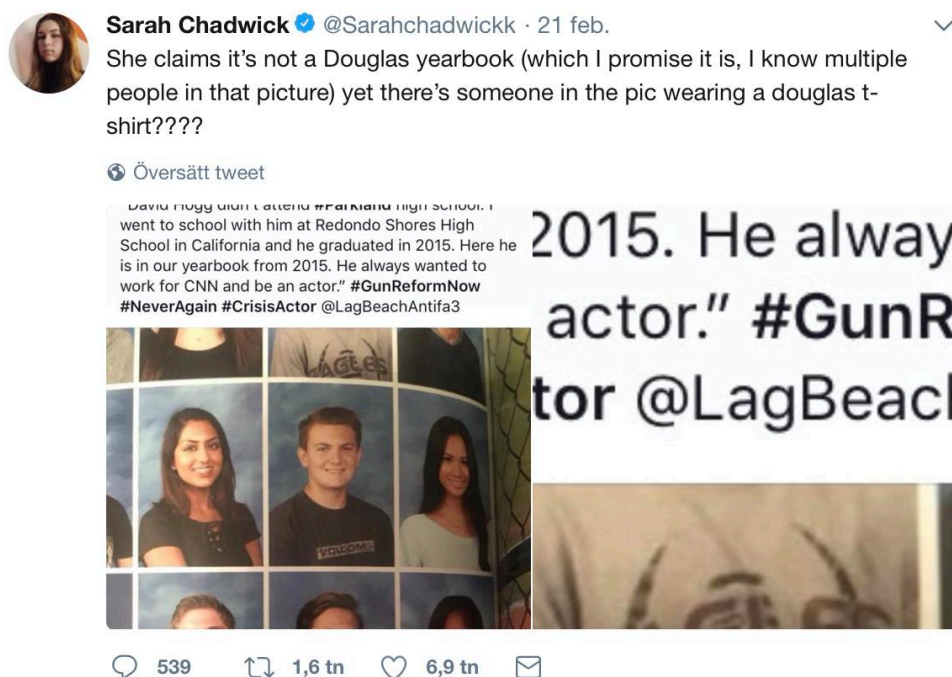 Sarah Chadwick @Sarahchadwickk · 21 feb.
She claims it’s not a Douglas yearbook (which I promise it is, I know multiple
people in that picture) yet there’s someone in the pic wearing a douglas t-
shirt????
Översätt tweet
"David Hogg didn't attend #Parkland high school. I
went to school with him at Redondo Shores High
School in California and he graduated in 2015. Here he
is in our yearbook from 2015. He always wanted to
work for CNN and be an actor.” #GunReformNow
#NeverAgain #CrisisActor @LagBeachAntifa3
EAGLES
VOLCOM
2015. He alway
actor.” #GunR
tor @LagBeac
539 1,6 tn 6,9 tn